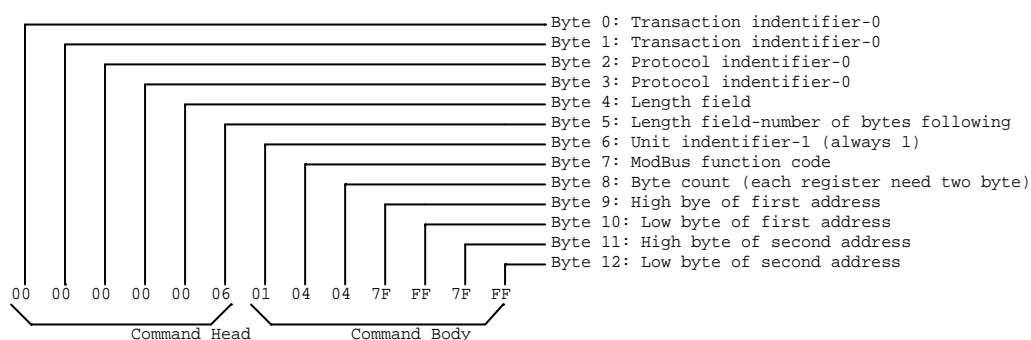 Byte 0: Transaction indentifier-0
Byte 1: Transaction indentifier-0
Byte 2: Protocol indentifier-0
Byte 3: Protocol indentifier-0
Byte 4: Length field
Byte 5: Length field-number of bytes following
Byte 6: Unit indentifier-1 (always 1)
Byte 7: ModBus function code
Byte 8: Byte count (each register need two byte)
Byte 9: High bye of first address
Byte 10: Low byte of first address
Byte 11: High byte of second address
Byte 12: Low byte of second address
00 00 00 00 00 06 01 04 04 7F FF 7F FF
Command Head Command Body